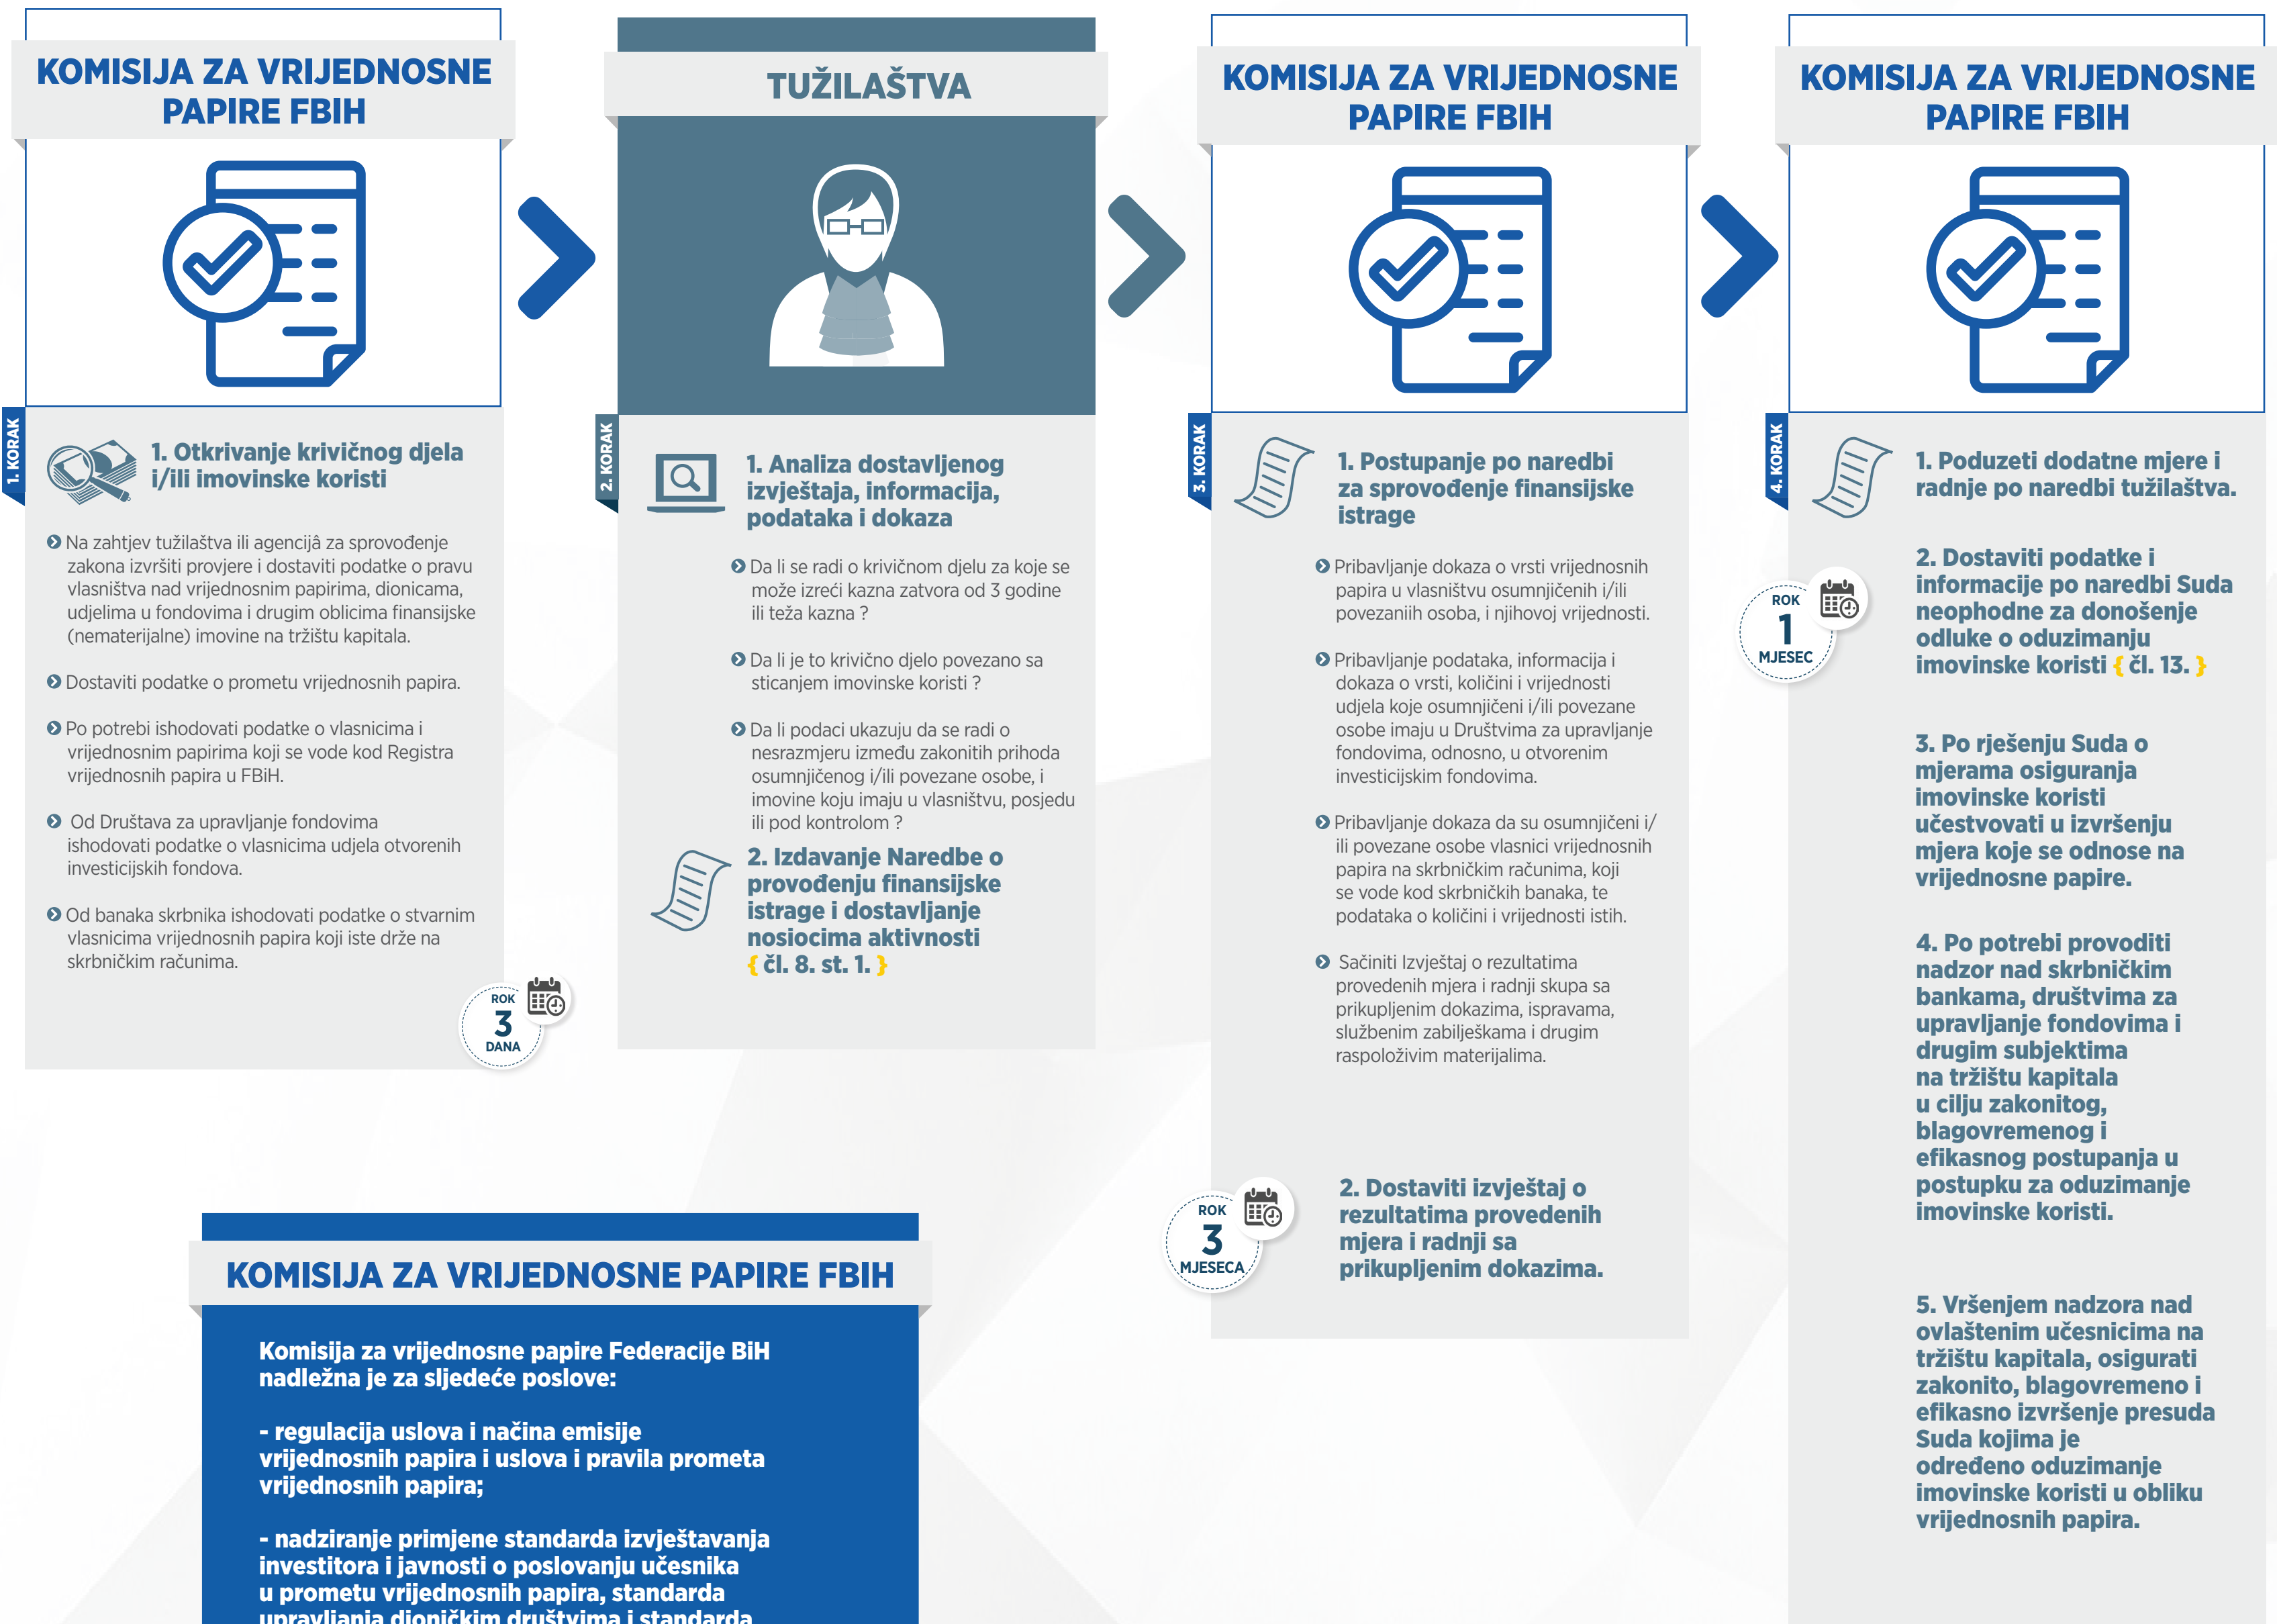 KOMISIJA ZA VRIJEDNOSNE
PAPIRE FBIH
1. KORAK
1. Otkrivanje krivičnog djela
i/ili imovinske koristi
Na zahtjev tužilaštva ili agencijâ za sprovođenje
zakona izvršiti provjere i dostaviti podatke o pravu
vlasništva nad vrijednosnim papirima, dionicama,
udjelima u fondovima i drugim oblicima finansijske
(nematerijalne) imovine na tržištu kapitala.
Dostaviti podatke o prometu vrijednosnih papira.
Po potrebi ishodovati podatke o vlasnicima i
vrijednosnim papirima koji se vode kod Registra
vrijednosnih papira u FBiH.
Od Društava za upravljanje fondovima
ishodovati podatke o vlasnicima udjela otvorenih
investicijskih fondova.
Od banaka skrbnika ishodovati podatke o stvarnim
vlasnicima vrijednosnih papira koji iste drže na
skrbničkim računima.
ROK
3
DANA
TUŽILAŠTVA
2. KORAK
1. Analiza dostavljenog
izvještaja, informacija,
podataka i dokaza
Da li se radi o krivičnom djelu za koje se
može izreći kazna zatvora od 3 godine
ili teža kazna ?
Da li je to krivično djelo povezano sa
sticanjem imovinske koristi ?
Da li podaci ukazuju da se radi o
nesrazmjeru između zakonitih prihoda
osumnjičenog i/ili povezane osobe, i
imovine koju imaju u vlasništvu, posjedu
ili pod kontrolom ?
2. Izdavanje Naredbe o
provođenju finansijske
istrage i dostavljanje
nosiocima aktivnosti
{ čl. 8. st. 1. }
KOMISIJA ZA VRIJEDNOSNE
PAPIRE FBIH
3. KORAK
1. Postupanje po naredbi
za sprovođenje finansijske
istrage
Pribavljanje dokaza o vrsti vrijednosnih
papira u vlasništvu osumnjičenih i/ili
povezaniih osoba, i njihovoj vrijednosti.
Pribavljanje podataka, informacija i
dokaza o vrsti, količini i vrijednosti
udjela koje osumnjičeni i/ili povezane
osobe imaju u Društvima za upravljanje
fondovima, odnosno, u otvorenim
investicijskim fondovima.
Pribavljanje dokaza da su osumnjičeni i/
ili povezane osobe vlasnici vrijednosnih
papira na skrbničkim računima, koji
se vode kod skrbničkih banaka, te
podataka o količini i vrijednosti istih.
Sačiniti Izvještaj o rezultatima
provedenih mjera i radnji skupa sa
prikupljenim dokazima, ispravama,
službenim zabilješkama i drugim
raspoloživim materijalima.
ROK
3
MJESECA
2. Dostaviti izvještaj o
rezultatima provedenih
mjera i radnji sa
prikupljenim dokazima.
KOMISIJA ZA VRIJEDNOSNE
PAPIRE FBIH
4. KORAK
1. Poduzeti dodatne mjere i
radnje po naredbi tužilaštva.
ROK
1
MJESEC
2. Dostaviti podatke i
informacije po naredbi Suda
neophodne za donošenje
odluke o oduzimanju
imovinske koristi { čl. 13. }
3. Po rješenju Suda o
mjerama osiguranja
imovinske koristi
učestvovati u izvršenju
mjera koje se odnose na
vrijednosne papire.
4. Po potrebi provoditi
nadzor nad skrbničkim
bankama, društvima za
upravljanje fondovima i
drugim subjektima
na tržištu kapitala
u cilju zakonitog,
blagovremenog i
efikasnog postupanja u
postupku za oduzimanje
imovinske koristi.
5. Vršenjem nadzora nad
ovlaštenim učesnicima na
tržištu kapitala, osigurati
zakonito, blagovremeno i
efikasno izvršenje presuda
Suda kojima je
određeno oduzimanje
imovinske koristi u obliku
vrijednosnih papira.
KOMISIJA ZA VRIJEDNOSNE PAPIRE FBIH
Komisija za vrijednosne papire Federacije BiH
nadležna je za sljedeće poslove:
- regulacija uslova i načina emisije
vrijednosnih papira i uslova i pravila prometa
vrijednosnih papira;
- nadziranje primjene standarda izvještavanja
investitora i javnosti o poslovanju učesnika
u prometu vrijednosnih papira, standarda
upravljanja dioničkim društvima i standarda